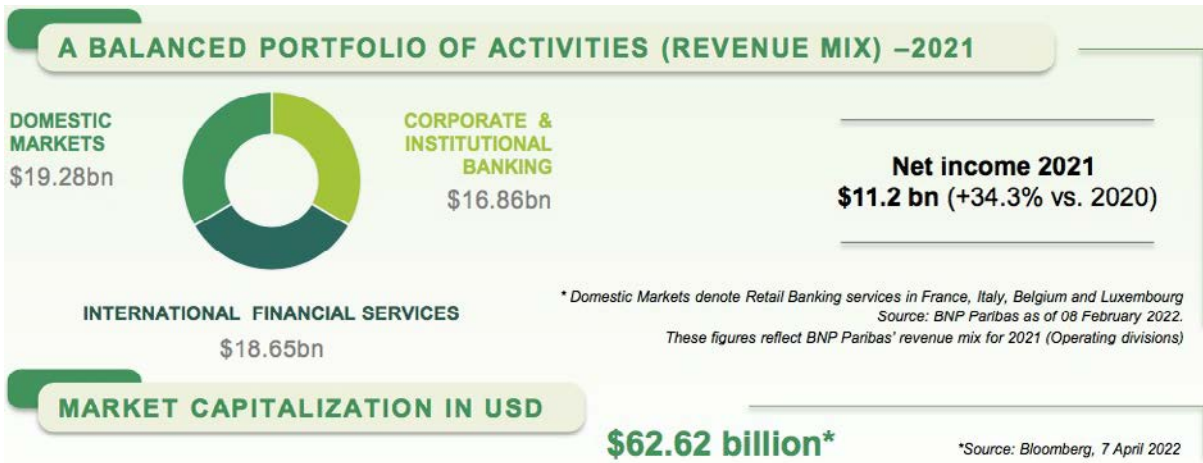 A BALANCED PORTFOLIO OF ACTIVITIES (REVENUE MIX) –2021
DOMESTIC
MARKETS
$19.28bn
CORPORATE &
INSTITUTIONAL
BANKING
$16.86bn
INTERNATIONAL FINANCIAL SERVICES
$18.65bn
Net income 2021
$11.2 bn (+34.3% vs. 2020)
* Domestic Markets denote Retail Banking services in France, Italy, Belgium and Luxembourg
Source: BNP Paribas as of 08 February 2022.
These figures reflect BNP Paribas' revenue mix for 2021 (Operating divisions)
MARKET CAPITALIZATION IN USD
$62.62 billion*
*Source: Bloomberg, 7 April 2022